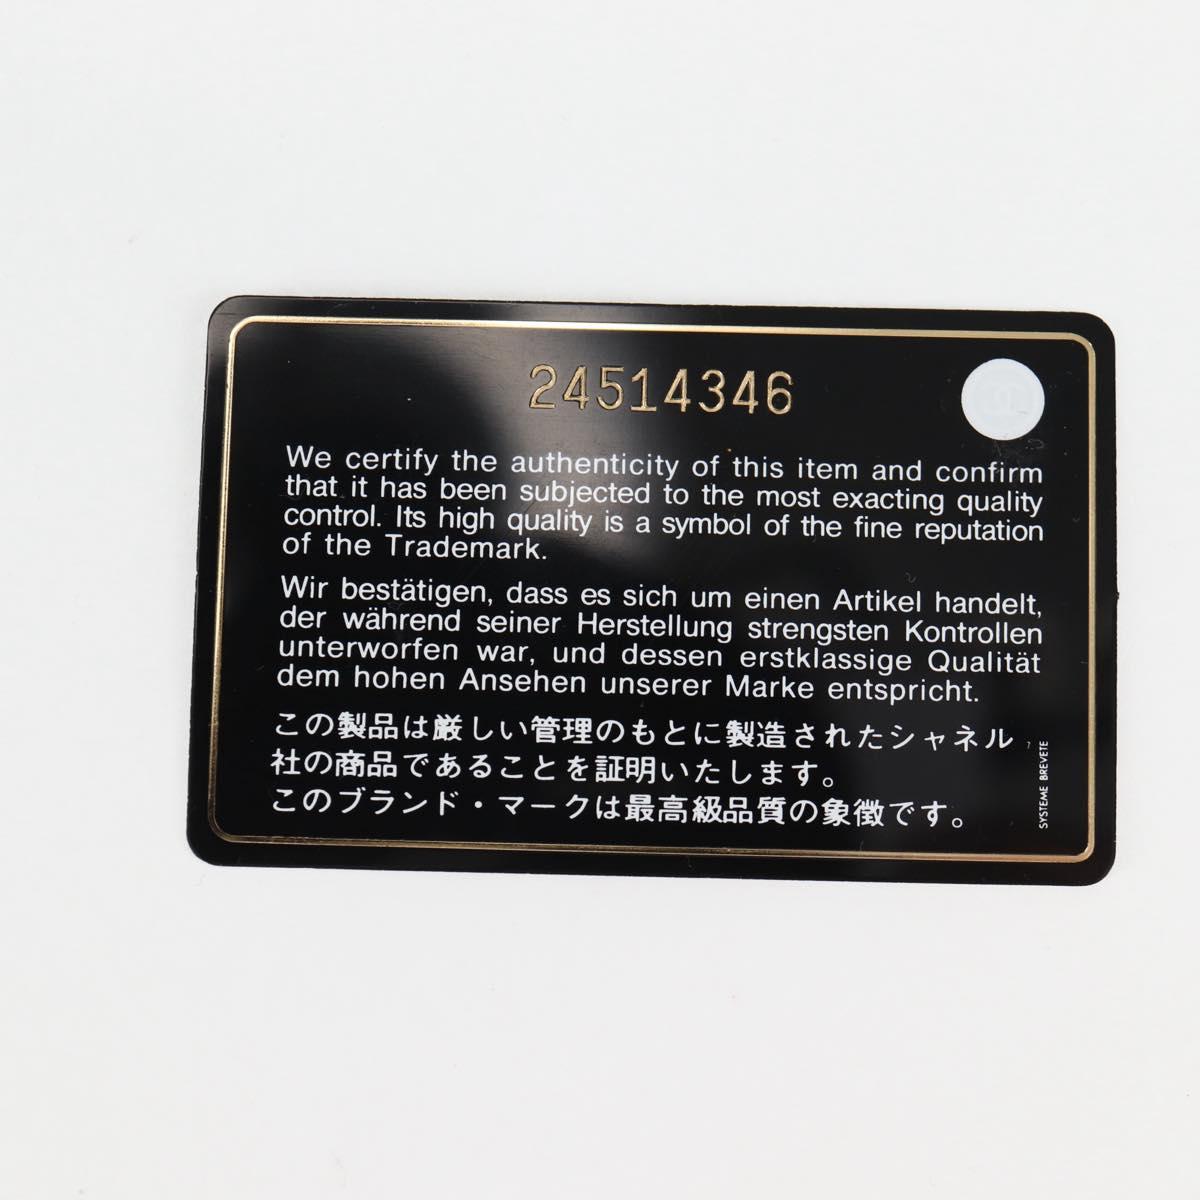 24514346
We certify the authenticity of this item and confirm
that it has been subjected to the most exacting quality
control. Its high quality is a symbol of the fine reputation
of the Trademark.
Wir bestätigen, dass es sich um einen Artikel handelt,
der während seiner Herstellung strengsten Kontrollen
unterworfen war, und dessen erstklassige Qualität
dem hohen Ansehen unserer Marke entspricht.
この製品は厳しい管理のもとに製造されたシャネル
社の商品であることを証明いたします。
このブランド・マークは最高級品質の象徴です。
SYSTEME BREVETE